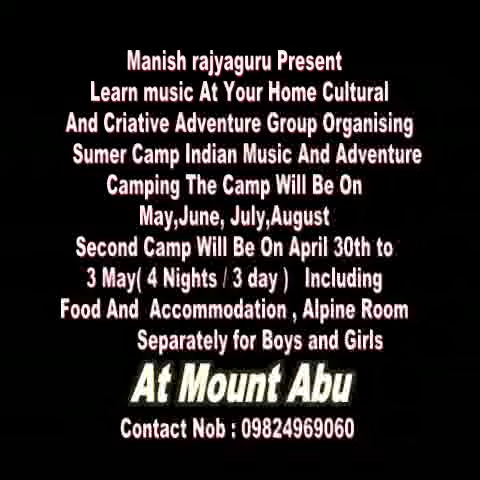 Manish rajyaguru Present
Learn music At Your Home Cultural
And Criative Adventure Group Organising
Sumer Camp Indian Music And Adventure
Camping The Camp Will Be On
May,June, July,August
Second Camp Will Be On April 30th to
3 May( 4 Nights / 3 day ) Including
Food And Accommodation , Alpine Room
Separately for Boys and Girls
At Mount Abu
Contact Nob : 09824969060